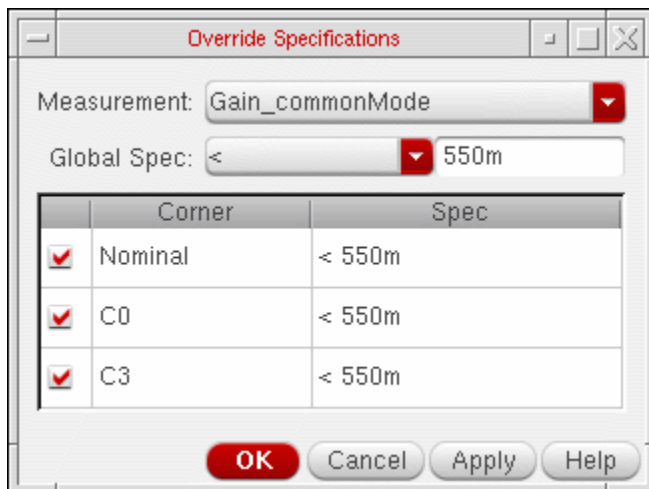 Override Specifications
Measurement: Gain_commonMode
Global Spec: < 550m
Corner Spec
Nominal < 550m
C0 < 550m
C3 < 550m
OK Cancel Apply Help